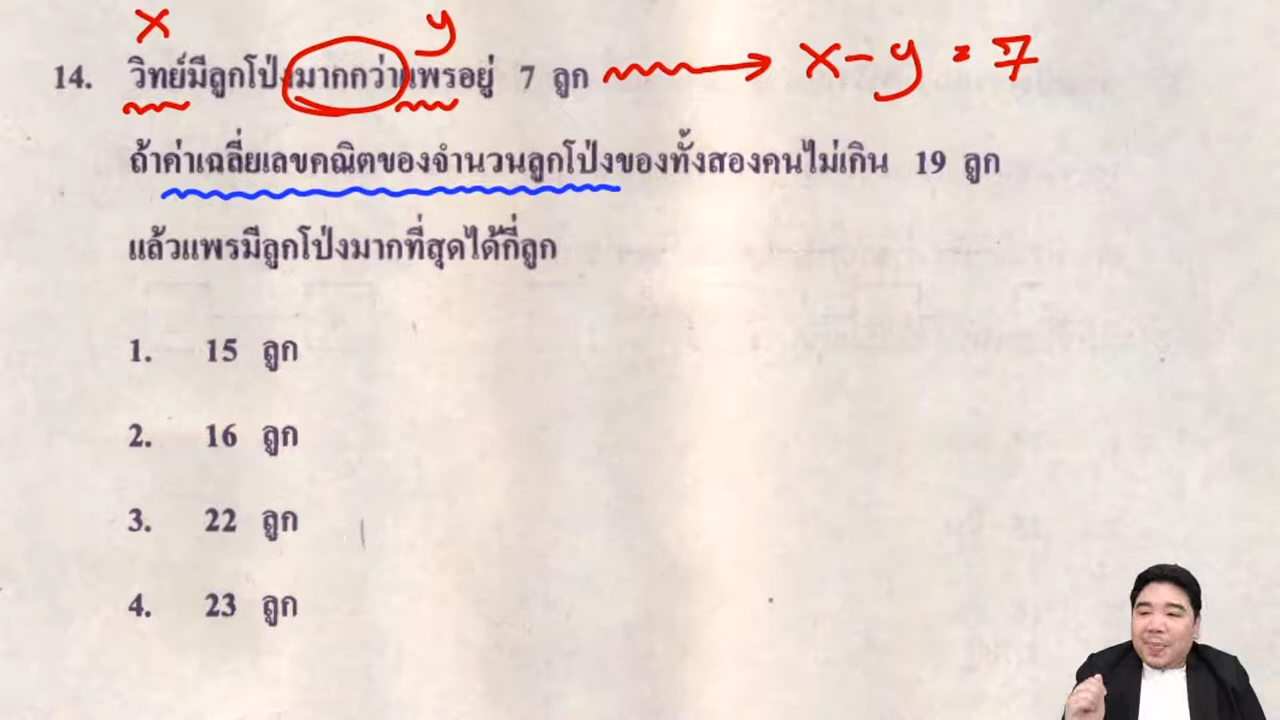 x y
14. วิทย์มีลูกโป่งมากกว่าแพรอยู่ 7 ลูก x - y = 7
ถ้าค่าเฉลี่ยเลขคณิตของจำนวนลูกโป่งของทั้งสองคนไม่เกิน 19 ลูก
แล้วแพรมีลูกโป่งมากที่สุดได้กี่ลูก
1. 15 ลูก
2. 16 ลูก
3. 22 ลูก
4. 23 ลูก